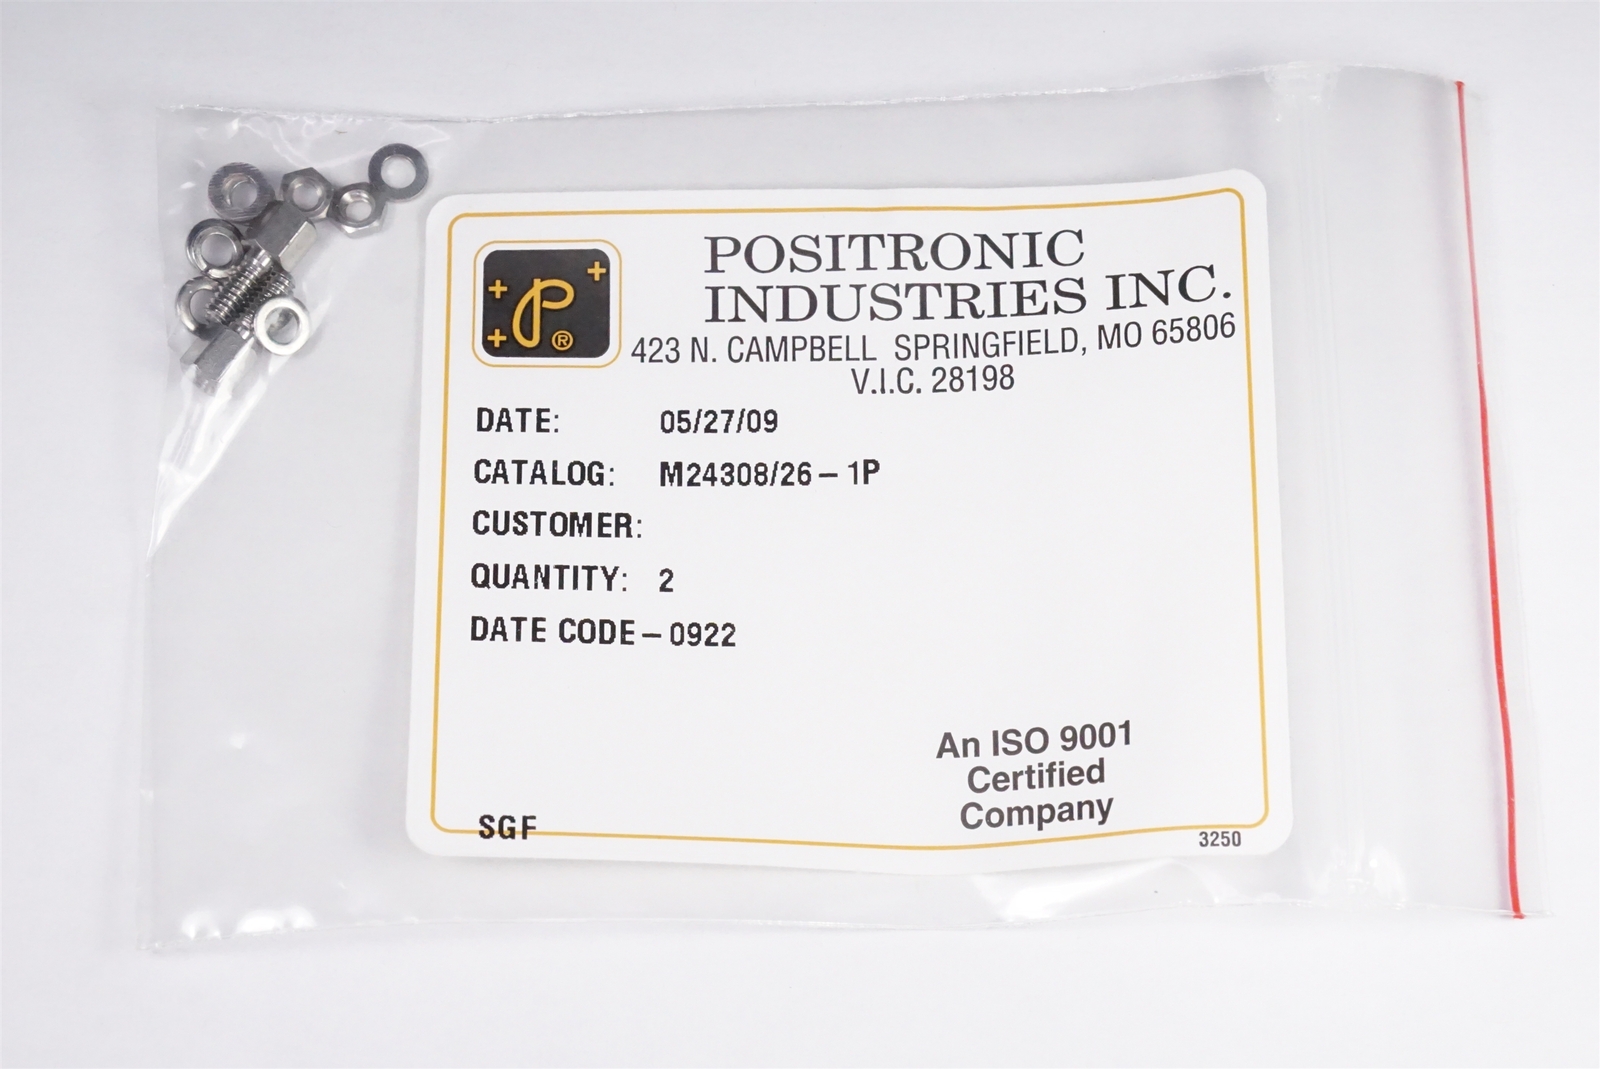 POSITRONIC
INDUSTRIES INC.
423 N. CAMPBELL SPRINGFIELD, MO 65806
V.I.C. 28198
P
®
DATE: 05/27/09
CATALOG: M24308/26-1P
CUSTOMER:
QUANTITY: 2
DATE CODE-0922
An ISO 9001
Certified
Company
SGF
3250